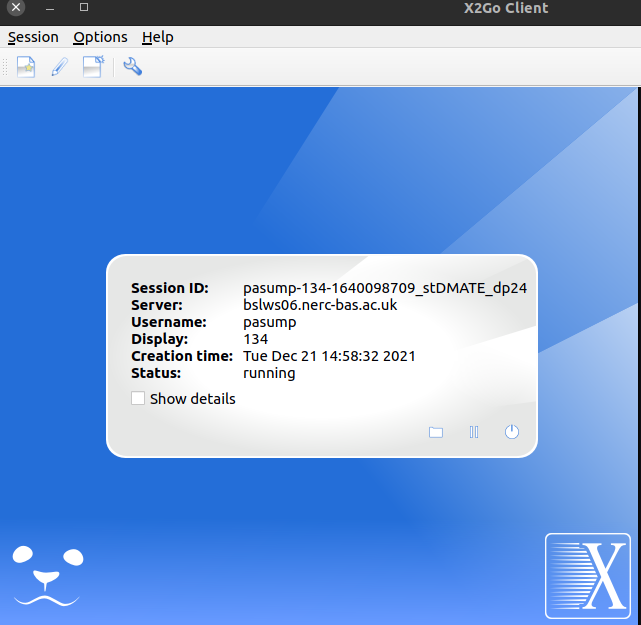 X2Go Client
Session Options Help
Session ID: pasump-134-1640098709_stDMATE_dp24
Server: bslws06.nerc-bas.ac.uk
Username: pasump
Display: 134
Creation time: Tue Dec 21 14:58:32 2021
Status: running
Show details
X